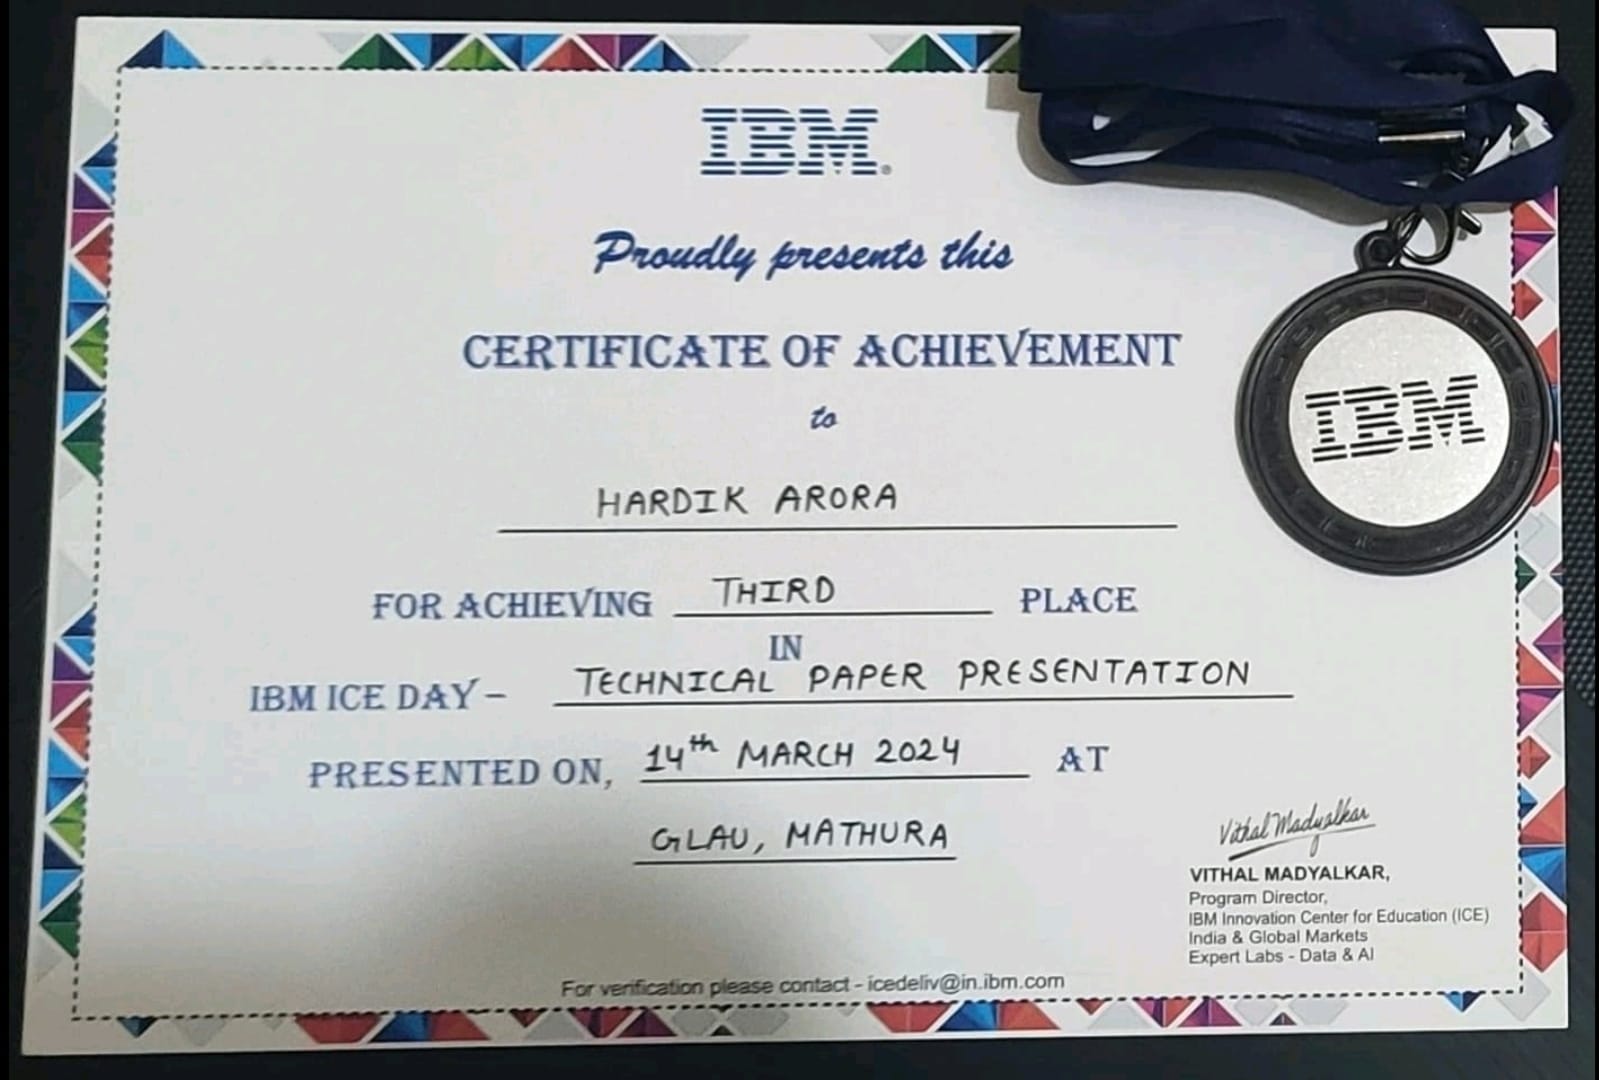 IBM®
Proudly presents this
CERTIFICATE OF ACHIEVEMENT
to
HARDIK ARORA
FOR ACHIEVING THIRD PLACE
IN
IBM ICE DAY – TECHNICAL PAPER PRESENTATION
PRESENTED ON, 14th MARCH 2024 AT
GLAU, MATHURA
IBM
Vithal Madyalkar
VITHAL MADYALKAR,
Program Director,
IBM Innovation Center for Education (ICE)
India & Global Markets
Expert Labs - Data & AI
For verification please contact - icedeliv@in.ibm.com